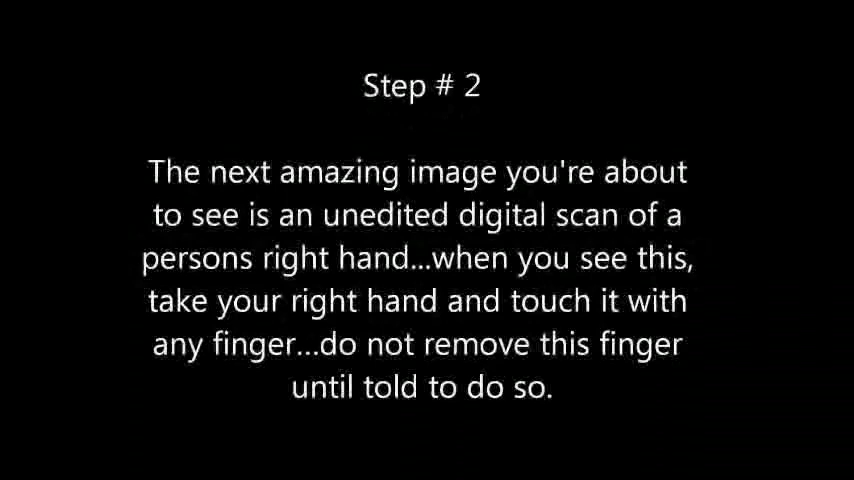 Step # 2
The next amazing image you're about
to see is an unedited digital scan of a
persons right hand...when you see this,
take your right hand and touch it with
any finger...do not remove this finger
until told to do so.